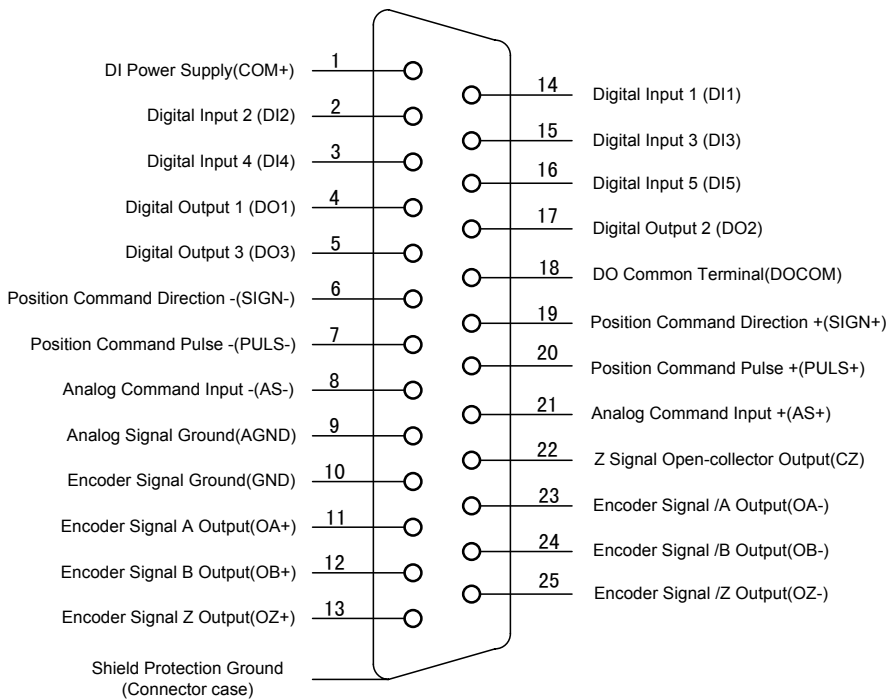 DI Power Supply(COM+) 1
Digital Input 2 (DI2) 2
Digital Input 4 (DI4) 3
Digital Output 1 (DO1) 4
Digital Output 3 (DO3) 5
Position Command Direction -(SIGN-) 6
Position Command Pulse -(PULS-) 7
Analog Command Input -(AS-) 8
Analog Signal Ground(AGND) 9
Encoder Signal Ground(GND) 10
Encoder Signal A Output(OA+) 11
Encoder Signal B Output(OB+) 12
Encoder Signal Z Output(OZ+) 13
Shield Protection Ground
(Connector case)
14 Digital Input 1 (DI1)
15 Digital Input 3 (DI3)
16 Digital Input 5 (DI5)
17 Digital Output 2 (DO2)
18 DO Common Terminal(DOCOM)
19 Position Command Direction +(SIGN+)
20 Position Command Pulse +(PULS+)
21 Analog Command Input +(AS+)
22 Z Signal Open-collector Output(CZ)
23 Encoder Signal /A Output(OA-)
24 Encoder Signal /B Output(OB-)
25 Encoder Signal /Z Output(OZ-)